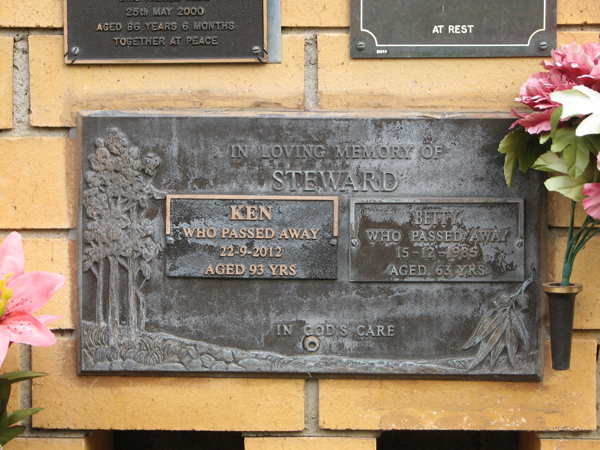 25th MAY 2000
AGED 86 YEARS 6 MONTHS
TOGETHER AT PEACE
AT REST
IN LOVING MEMORY OF
STEWARD
KEN
WHO PASSED AWAY
22-9-2012
AGED 93 YRS
BETTY
WHO PASSED AWAY
15-12-1985
AGED 63 YRS
IN GOD'S CARE